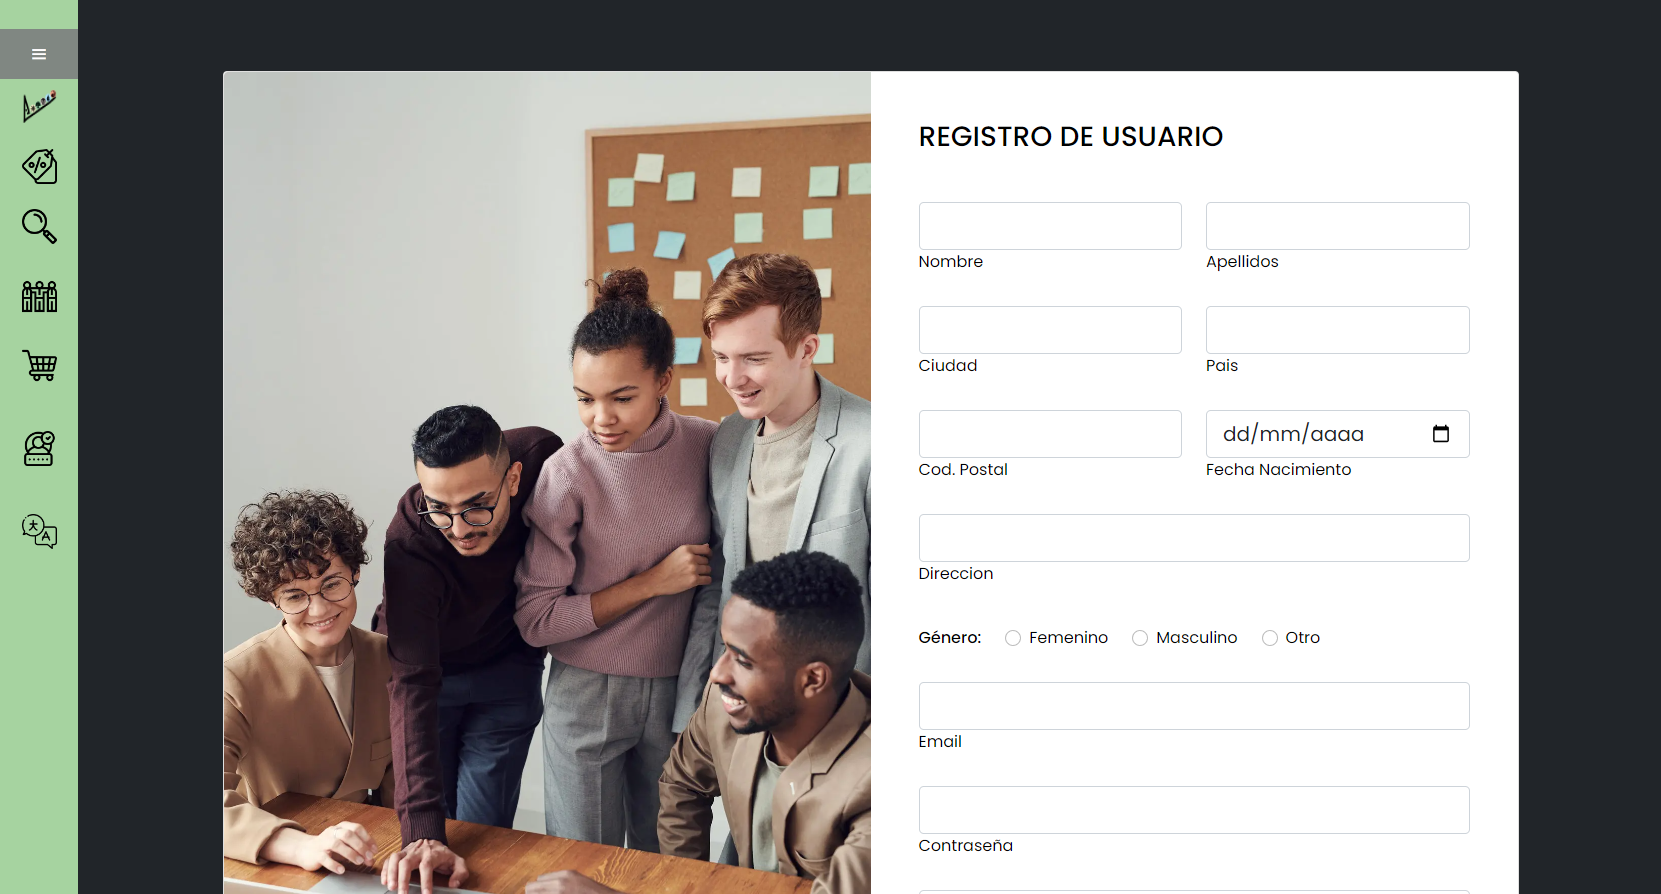 REGISTRO DE USUARIO
Nombre Apellidos
Ciudad Pais
dd/mm/aaaa
Cod. Postal Fecha Nacimiento
Direccion
Género: Femenino Masculino Otro
Email
Contraseña